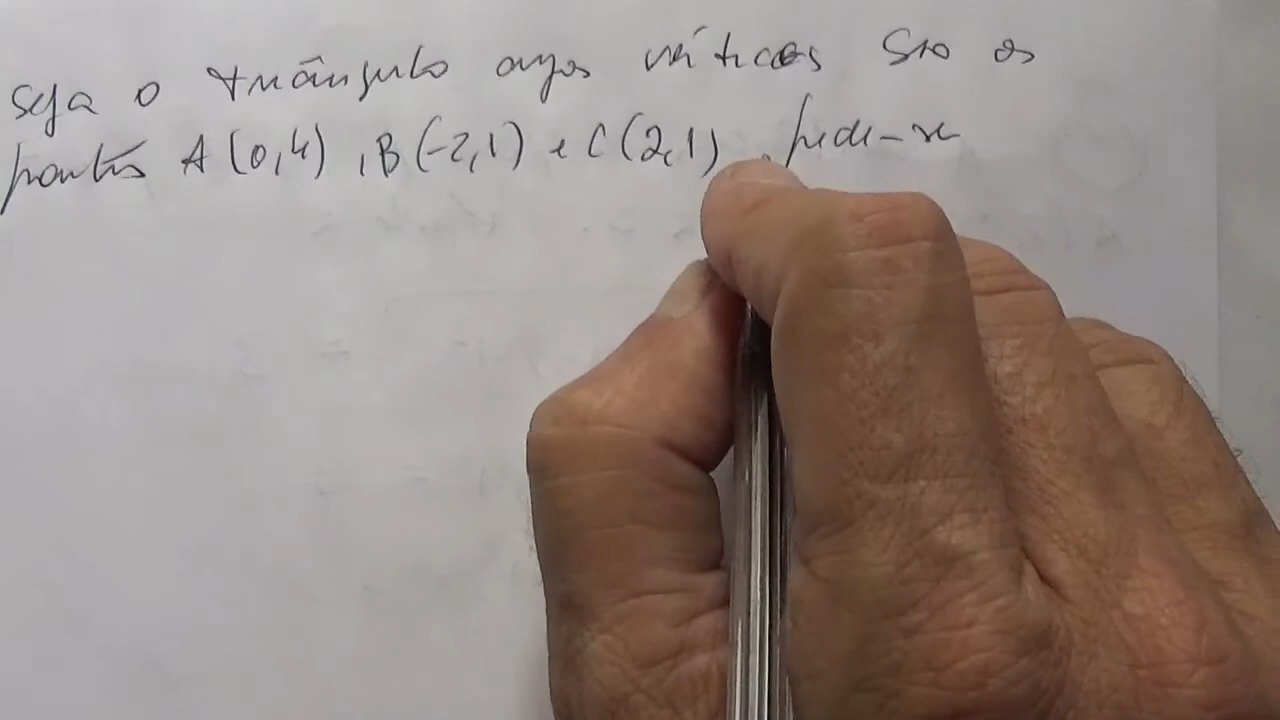 Seja o triângulo cujos vértices são os
pontos A(0,4), B(-2,1) e C(2,1), pede-se